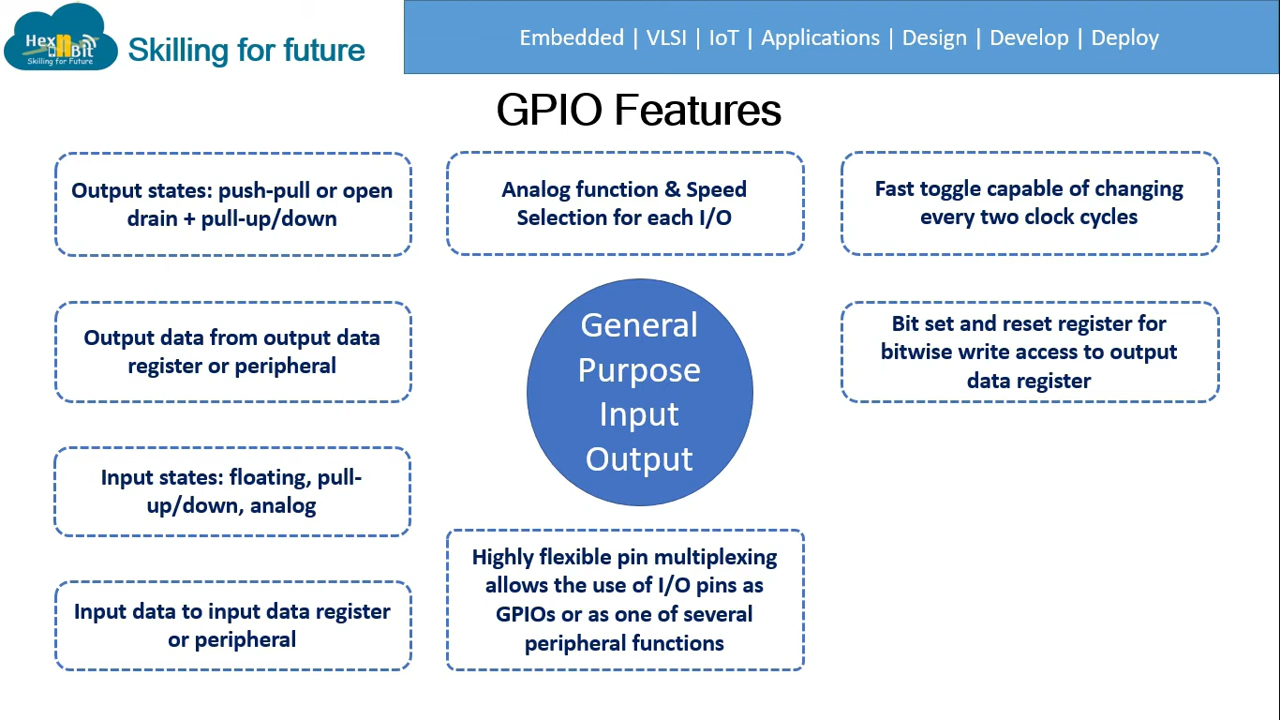 Hex n Bit
Skilling for Future
Skilling for future
Embedded | VLSI | IoT | Applications | Design | Develop | Deploy
GPIO Features
Output states: push-pull or open
drain + pull-up/down
Analog function & Speed
Selection for each I/O
Fast toggle capable of changing
every two clock cycles
Output data from output data
register or peripheral
General
Purpose
Input
Output
Bit set and reset register for
bitwise write access to output
data register
Input states: floating, pull-
up/down, analog
Highly flexible pin multiplexing
allows the use of I/O pins as
GPIOs or as one of several
peripheral functions
Input data to input data register
or peripheral